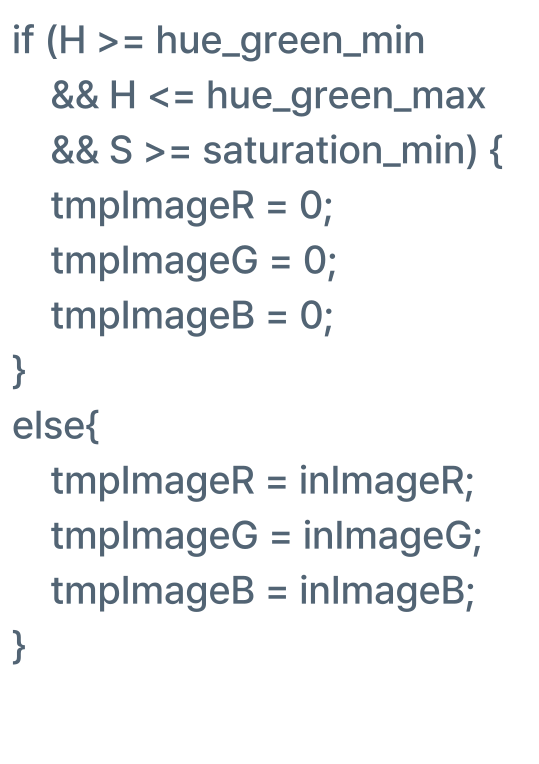 if (H >= hue_green_min
&& H <= hue_green_max
&& S >= saturation_min) {
tmpImageR = 0;
tmpImageG = 0;
tmpImageB = 0;
}
else{
tmpImageR = inImageR;
tmpImageG = inImageG;
tmpImageB = inImageB;
}